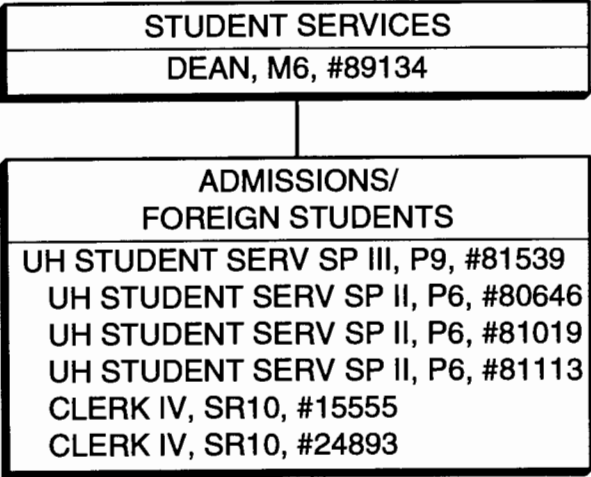 STUDENT SERVICES
DEAN, M6, #89134
ADMISSIONS/
FOREIGN STUDENTS
UH STUDENT SERV SP III, P9, #81539
UH STUDENT SERV SP II, P6, #80646
UH STUDENT SERV SP II, P6, #81019
UH STUDENT SERV SP II, P6, #81113
CLERK IV, SR10, #15555
CLERK IV, SR10, #24893